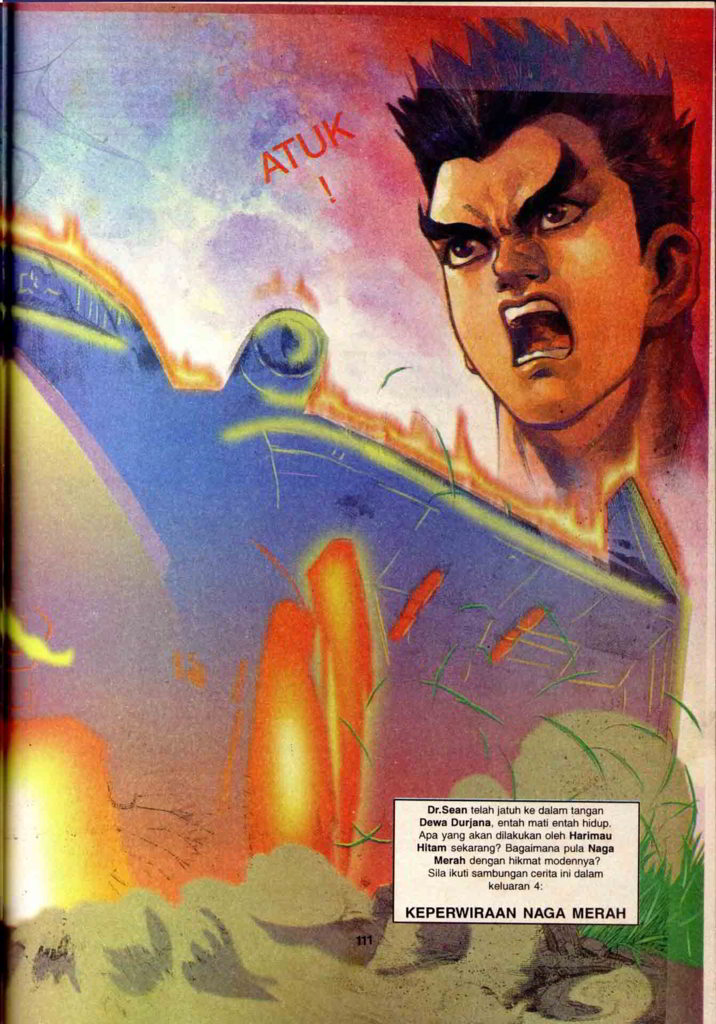 ATUK
!
Dr.Sean telah jatuh ke dalam tangan
Dewa Durjana, entah mati entah hidup.
Apa yang akan dilakukan oleh Harimau
Hitam sekarang? Bagaimana pula Naga
Merah dengan hikmat modennya?
Sila ikuti sambungan cerita ini dalam
keluaran 4:
KEPERWIRAAN NAGA MERAH
111